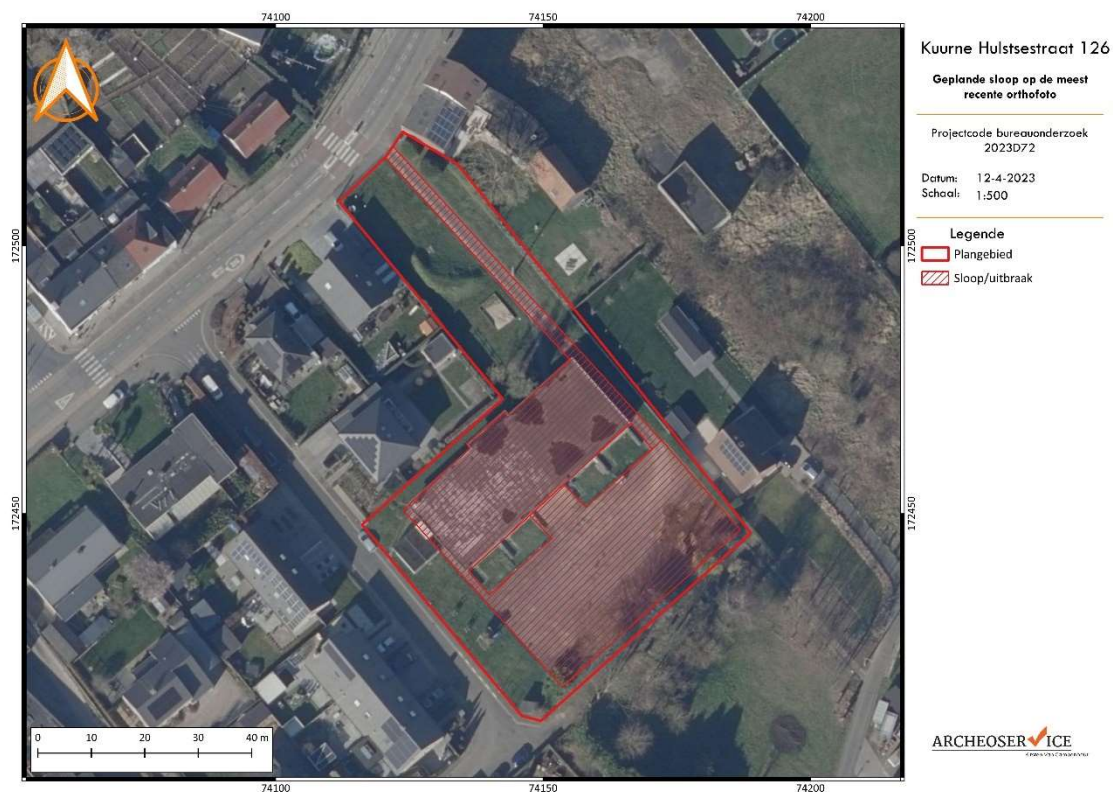 74100
74150
74200
172500
172450
172500
172450
0 10 20 30 40 m
74100
74150
74200
Kuurne Hulstsestraat 126
Geplande sloop op de meest
recente orthofoto
Projectcode bureauonderzoek
2023D72
Datum: 12-4-2023
Schaal: 1:500
Legende
Plangebied
Sloop/uitbraak
ARCHEOSERVICE